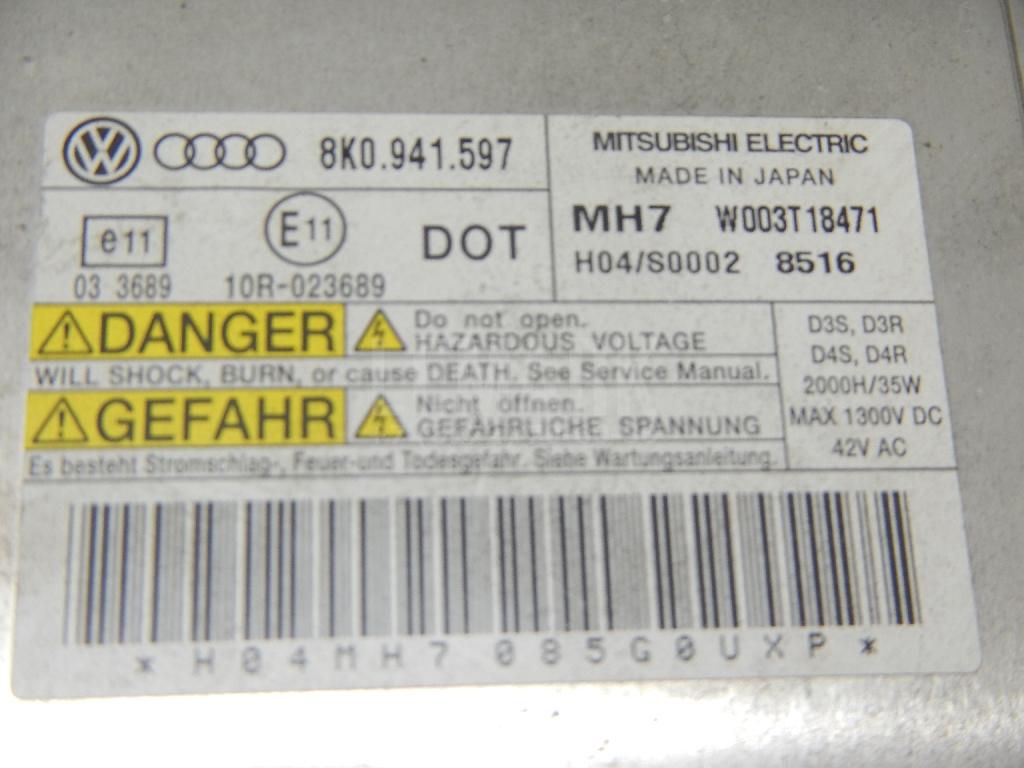 8K0.941.597
MITSUBISHI ELECTRIC
MADE IN JAPAN
MH7 W003T18471
H04/S0002 8516
e11
E11
DOT
03 3689 10R-023689
DANGER
Do not open.
HAZARDOUS VOLTAGE
WILL SHOCK, BURN, or cause DEATH. See Service Manual.
GEFAHR
Nicht öffnen.
GEFÄHRLICHE SPANNUNG
Es besteht Stromschlag-, Feuer-und Todesgefahr. Siehe Wartungsanleitung.
D3S, D3R
D4S, D4R
2000H/35W
MAX 1300V DC
42V AC
* H04MH7 085G0UXP *